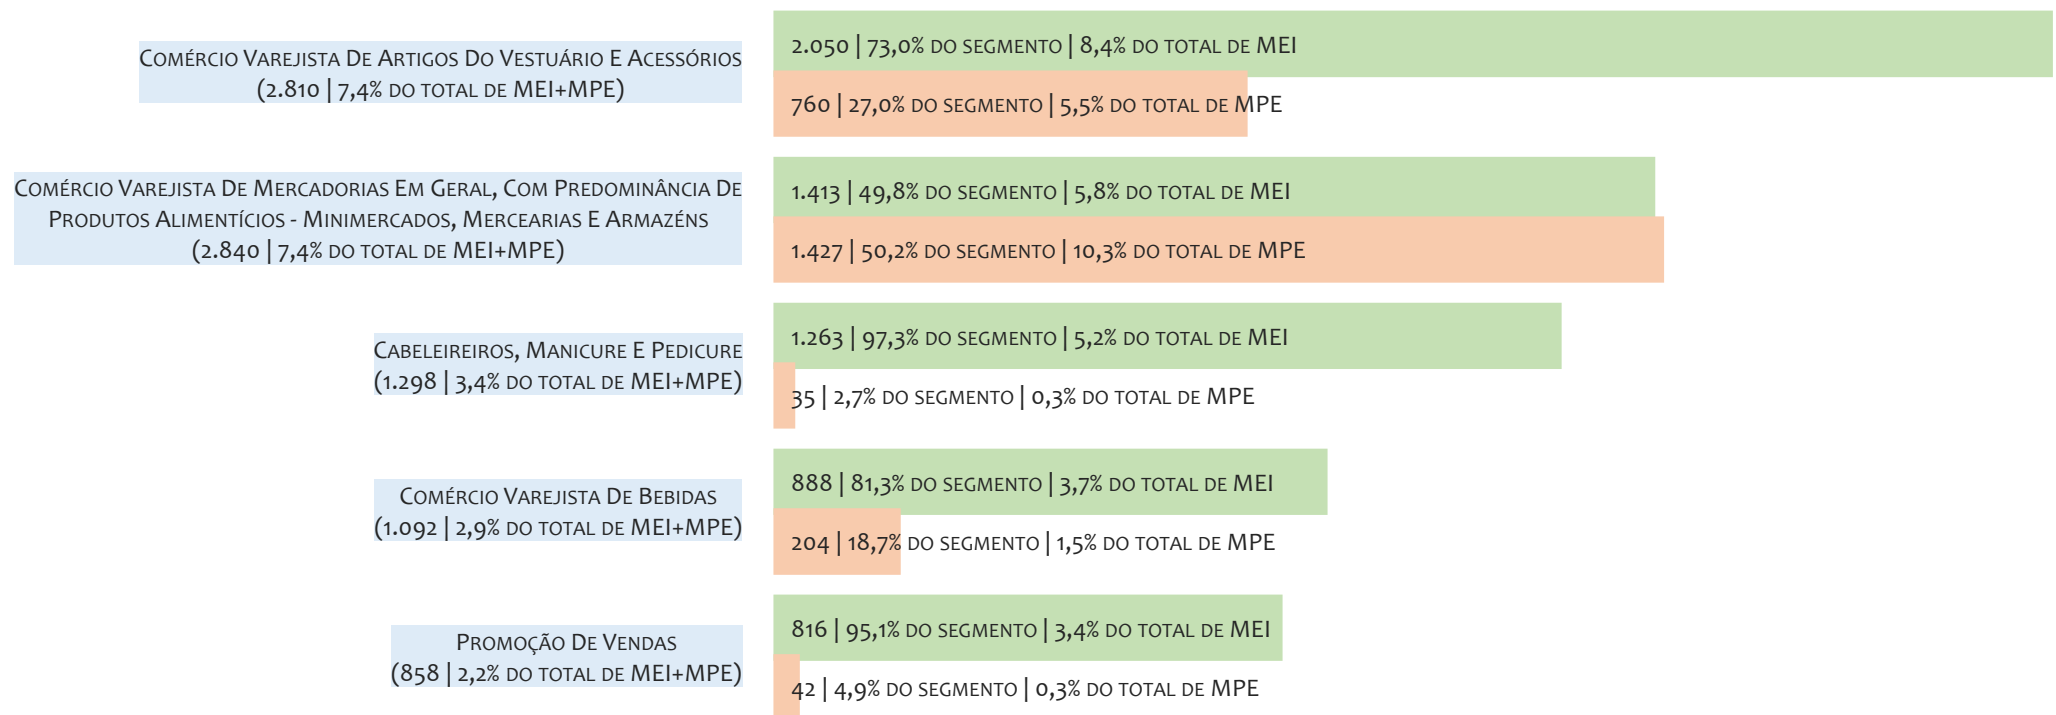 Comércio Varejista De Artigos Do Vestuário E Acessórios
(2.810 | 7,4% do total de MEI+MPE)
2.050 | 73,0% do segmento | 8,4% do total de MEI
760 | 27,0% do segmento | 5,5% do total de MPE
Comércio Varejista De Mercadorias Em Geral, Com Predominância De
Produtos Alimentícios - Minimercados, Mercearias E Armazéns
(2.840 | 7,4% do total de MEI+MPE)
1.413 | 49,8% do segmento | 5,8% do total de MEI
1.427 | 50,2% do segmento | 10,3% do total de MPE
Cabeleireiros, Manicure E Pedicure
(1.298 | 3,4% do total de MEI+MPE)
1.263 | 97,3% do segmento | 5,2% do total de MEI
35 | 2,7% do segmento | 0,3% do total de MPE
Comércio Varejista De Bebidas
(1.092 | 2,9% do total de MEI+MPE)
888 | 81,3% do segmento | 3,7% do total de MEI
204 | 18,7% do segmento | 1,5% do total de MPE
Promoção De Vendas
(858 | 2,2% do total de MEI+MPE)
816 | 95,1% do segmento | 3,4% do total de MEI
42 | 4,9% do segmento | 0,3% do total de MPE